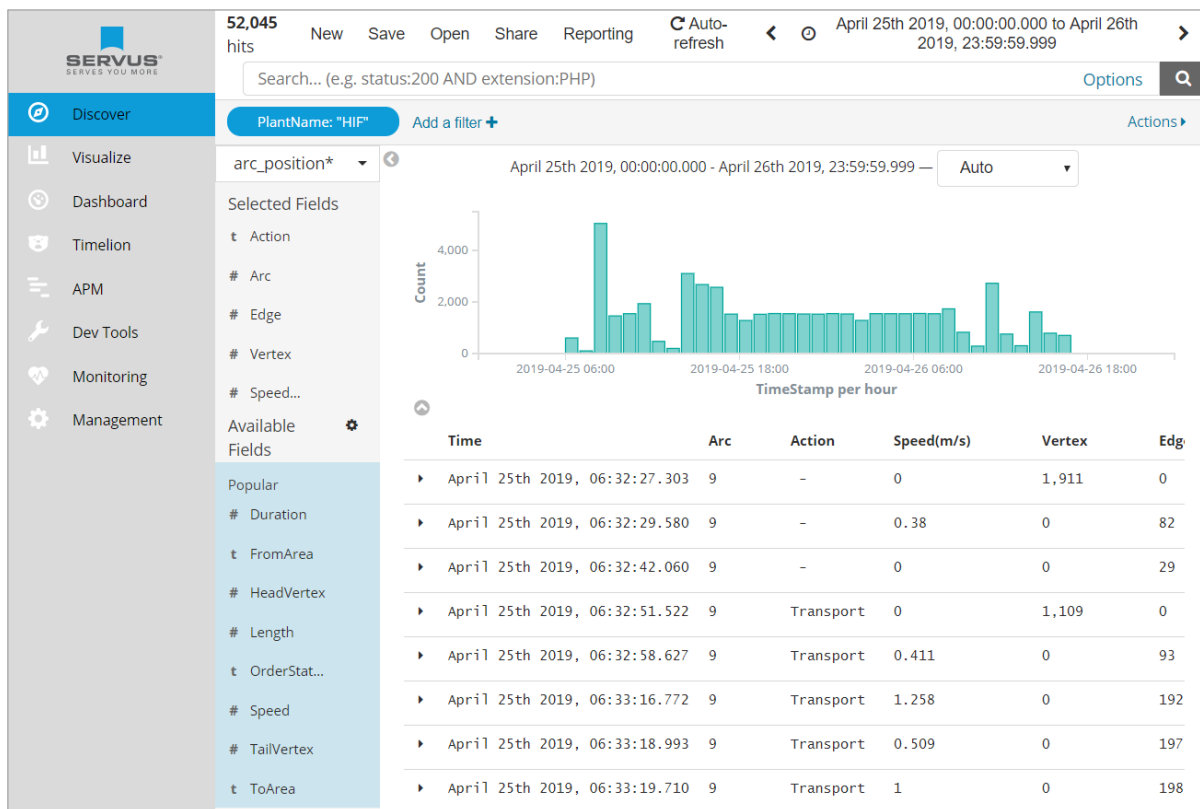 SERVUS®
SERVES YOU MORE
Discover
Visualize
Dashboard
Timelion
APM
Dev Tools
Monitoring
Management
52,045
hits
New Save Open Share Reporting
Auto-
refresh
April 25th 2019, 00:00:00.000 to April 26th
2019, 23:59:59.999
Search... (e.g. status:200 AND extension:PHP)
Options
PlantName: "HIF"
Add a filter +
Actions
arc_position*
Selected Fields
t Action
# Arc
# Edge
# Vertex
# Speed...
Available
Fields
Popular
# Duration
t FromArea
# HeadVertex
# Length
t OrderStat...
# Speed
# TailVertex
t ToArea
April 25th 2019, 00:00:00.000 - April 26th 2019, 23:59:59.999 —
Auto
Count
4,000
2,000
0
2019-04-25 06:00 2019-04-25 18:00 2019-04-26 06:00 2019-04-26 18:00
TimeStamp per hour
Time Arc Action Speed(m/s) Vertex Edg
April 25th 2019, 06:32:27.303 9 - 0 1,911 0
April 25th 2019, 06:32:29.580 9 - 0.38 0 82
April 25th 2019, 06:32:42.060 9 - 0 0 29
April 25th 2019, 06:32:51.522 9 Transport 0 1,109 0
April 25th 2019, 06:32:58.627 9 Transport 0.411 0 93
April 25th 2019, 06:33:16.772 9 Transport 1.258 0 192
April 25th 2019, 06:33:18.993 9 Transport 0.509 0 197
April 25th 2019, 06:33:19.710 9 Transport 1 0 198